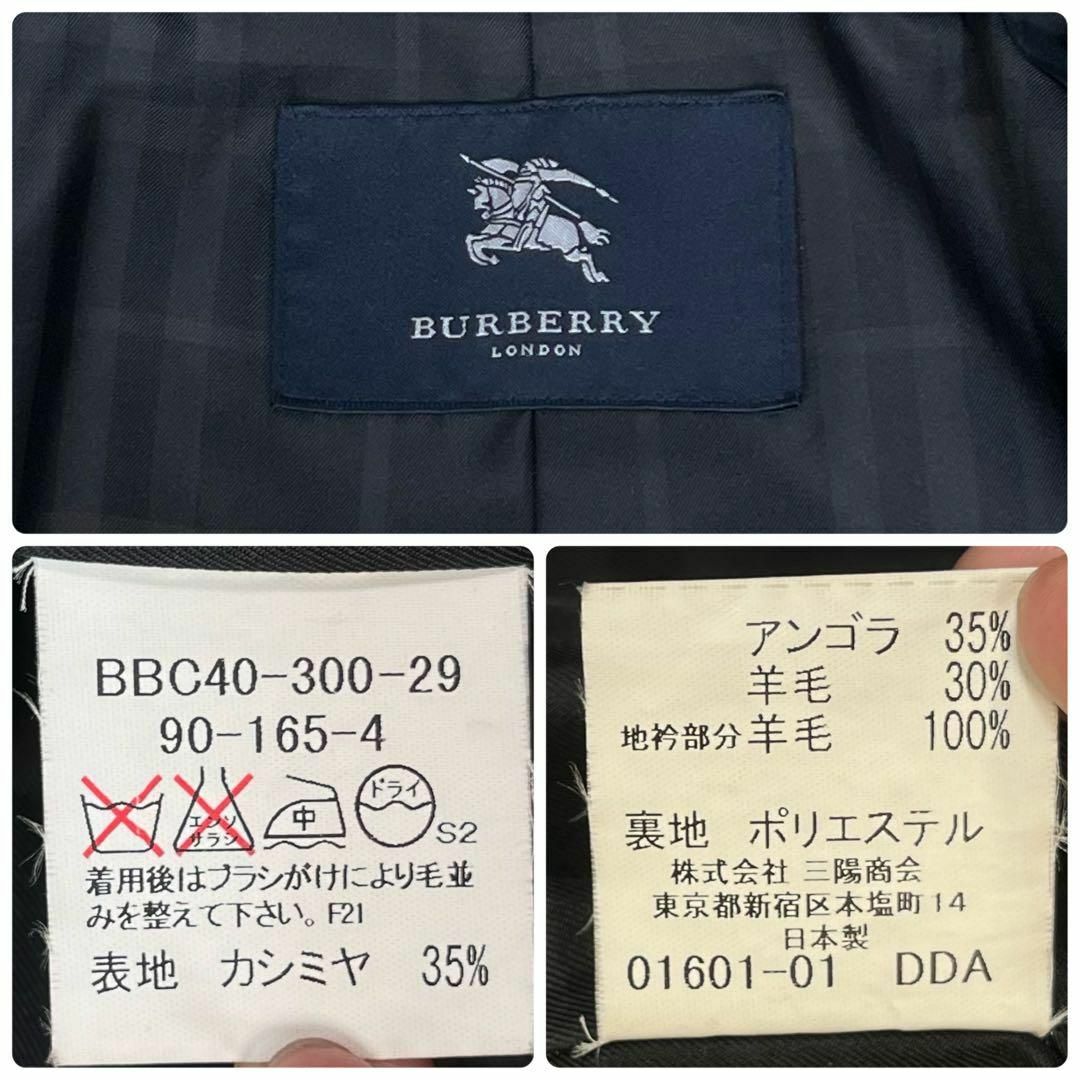 BURBERRY
LONDON
BBC40-300-29
90-165-4
エンソ
サラシ
中
ドライ
S2
着用後はブラシがけにより毛並
みを整えて下さい。F21
表地 カシミヤ 35%
アンゴラ 35%
羊毛 30%
地衿部分 羊毛 100%
裏地 ポリエステル
株式会社 三陽商会
東京都新宿区本塩町14
日本製
01601-01 DDA